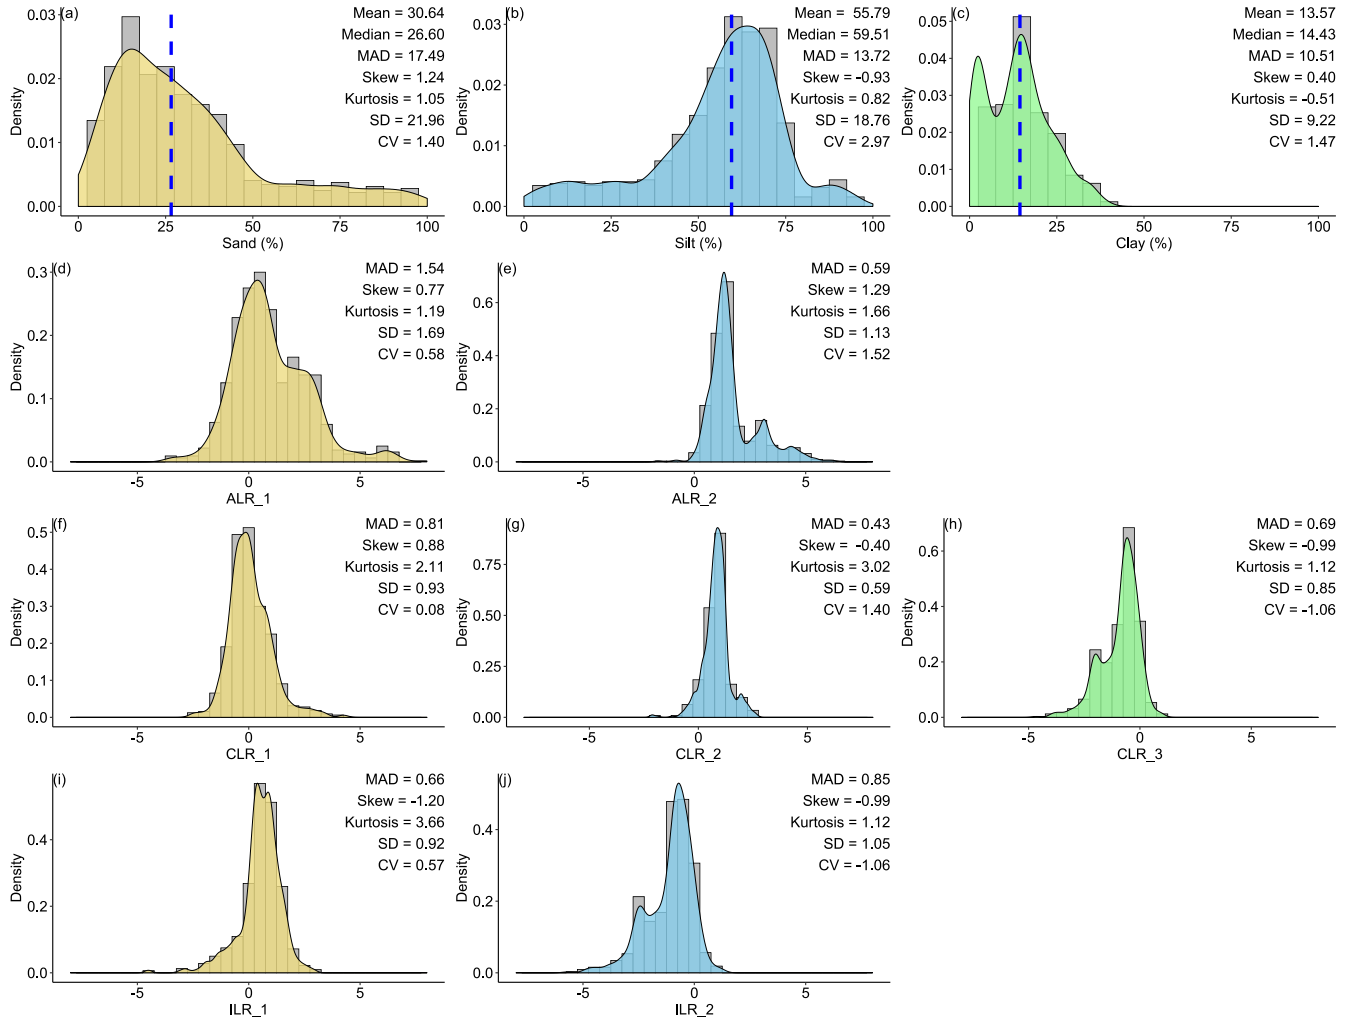 (a)
Mean = 30.64
Median = 26.60
MAD = 17.49
Skew = 1.24
Kurtosis = 1.05
SD = 21.96
CV = 1.40
Density
0.03
0.02
0.01
0.00
0
25
50
75
100
Sand (%)
(b)
Mean = 55.79
Median = 59.51
MAD = 13.72
Skew = -0.93
Kurtosis = 0.82
SD = 18.76
CV = 2.97
Density
0.03
0.02
0.01
0.00
0
25
50
75
100
Silt (%)
(c)
Mean = 13.57
Median = 14.43
MAD = 10.51
Skew = 0.40
Kurtosis = -0.51
SD = 9.22
CV = 1.47
Density
0.05
0.04
0.03
0.02
0.01
0.00
0
25
50
75
100
Clay (%)
(d)
MAD = 1.54
Skew = 0.77
Kurtosis = 1.19
SD = 1.69
CV = 0.58
Density
0.3
0.2
0.1
0.0
-5
0
5
ALR_1
(e)
MAD = 0.59
Skew = 1.29
Kurtosis = 1.66
SD = 1.13
CV = 1.52
Density
0.6
0.4
0.2
0.0
-5
0
5
ALR_2
(f)
MAD = 0.81
Skew = 0.88
Kurtosis = 2.11
SD = 0.93
CV = 0.08
Density
0.5
0.4
0.3
0.2
0.1
0.0
-5
0
5
CLR_1
(g)
MAD = 0.43
Skew = -0.40
Kurtosis = 3.02
SD = 0.59
CV = 1.40
Density
0.75
0.50
0.25
0.00
-5
0
5
CLR_2
(h)
MAD = 0.69
Skew = -0.99
Kurtosis = 1.12
SD = 0.85
CV = -1.06
Density
0.6
0.4
0.2
0.0
-5
0
5
CLR_3
(i)
MAD = 0.66
Skew = -1.20
Kurtosis = 3.66
SD = 0.92
CV = 0.57
Density
0.4
0.2
0.0
-5
0
5
ILR_1
(j)
MAD = 0.85
Skew = -0.99
Kurtosis = 1.12
SD = 1.05
CV = -1.06
Density
0.4
0.2
0.0
-5
0
5
ILR_2